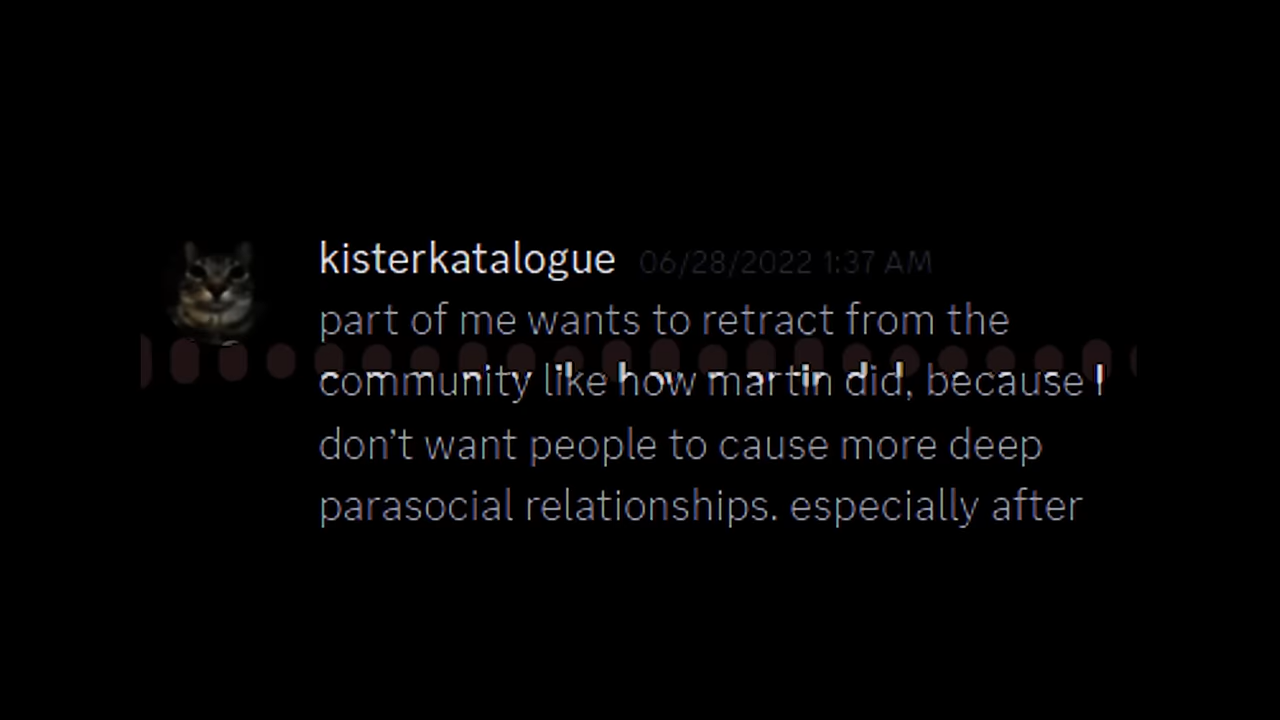 kisterkatalogue 06/28/2022 1:37 AM
part of me wants to retract from the
community like how martin did, because I
don’t want people to cause more deep
parasocial relationships. especially after